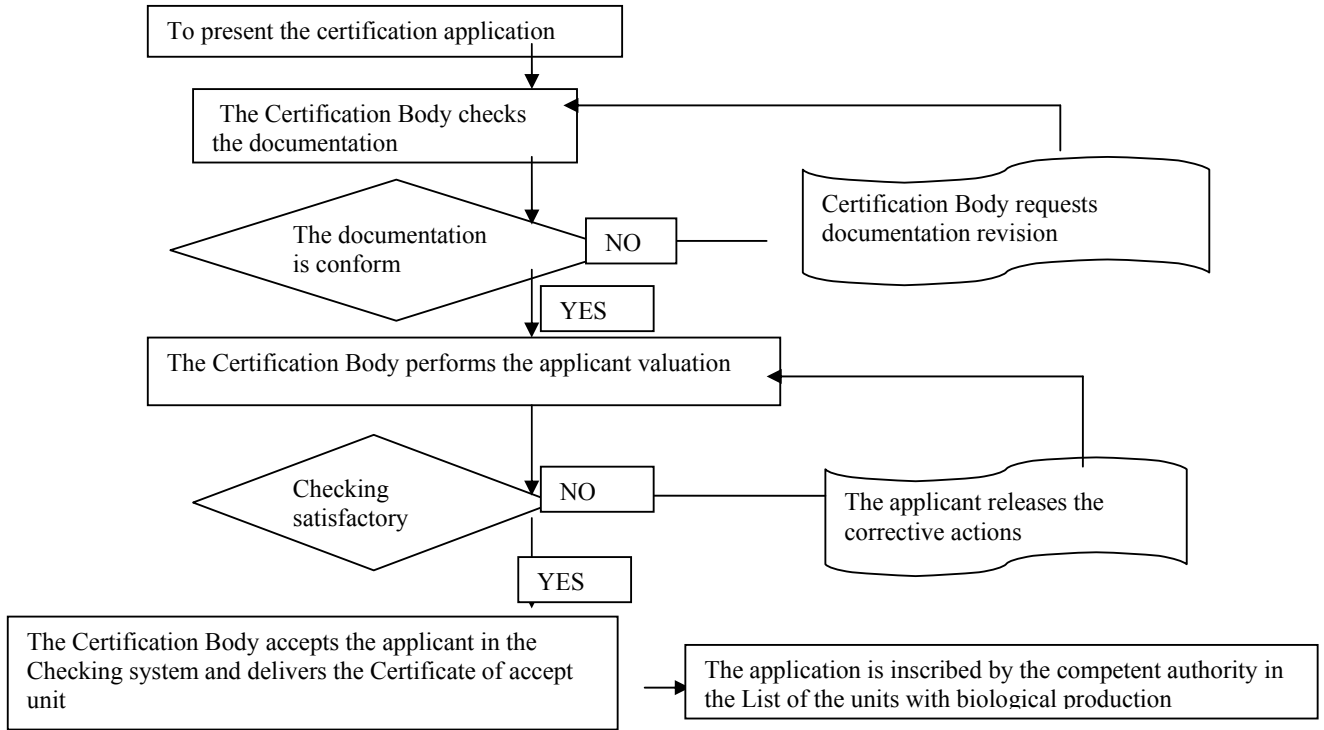 To present the certification application
The Certification Body checks
the documentation
Certification Body requests
documentation revision
The documentation
is conform
NO
YES
The Certification Body performs the applicant valuation
Checking
satisfactory
NO
The applicant releases the
corrective actions
YES
The Certification Body accepts the applicant in the
Checking system and delivers the Certificate of accept
unit
The application is inscribed by the competent authority in
the List of the units with biological production